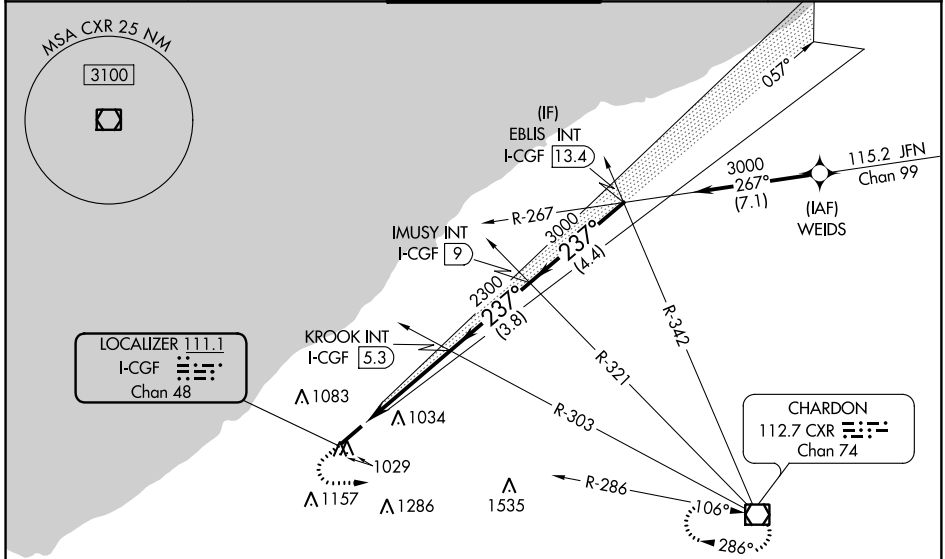 MSA CXR 25 NM
3100
057°
(IF)
EBLIS INT
I-CGF 13.4
3000
267°
(7.1)
115.2 JFN
Chan 99
(IAF)
WEIDS
R-267
IMUSY INT
I-CGF 9
3000
237°
(4.4)
2300
237°
(3.8)
R-342
KROOK INT
I-CGF 5.3
R-321
LOCALIZER 111.1
I-CGF
Chan 48
1083
1034
R-303
CHARDON
112.7 CXR
Chan 74
1029
1157
1286
1535
R-286
106°
286°